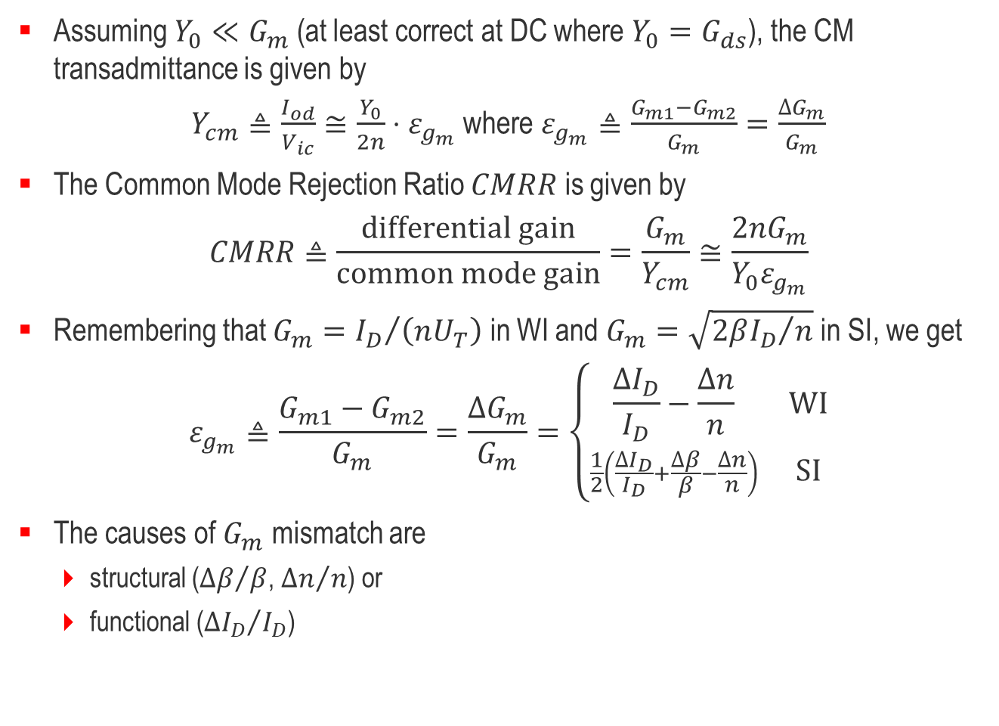 ▪ Assuming $Y_0 \ll G_m$ (at least correct at DC where $Y_0 = G_{ds}$), the CM
transadmittance is given by
$Y_{cm} \triangleq \frac{I_{od}}{V_{ic}} \cong \frac{Y_0}{2n} \cdot \varepsilon_{g_m}$ where $\varepsilon_{g_m} \triangleq \frac{G_{m1} - G_{m2}}{G_m} = \frac{\Delta G_m}{G_m}$
▪ The Common Mode Rejection Ratio $CMRR$ is given by
$CMRR \triangleq \frac{\text{differential gain}}{\text{common mode gain}} = \frac{G_m}{Y_{cm}} \cong \frac{2nG_m}{Y_0 \varepsilon_{g_m}}$
▪ Remembering that $G_m = I_D/(nU_T)$ in WI and $G_m = \sqrt{2\beta I_D/n}$ in SI, we get
$\varepsilon_{g_m} \triangleq \frac{G_{m1} - G_{m2}}{G_m} = \frac{\Delta G_m}{G_m} = \begin{cases} \frac{\Delta I_D}{I_D} - \frac{\Delta n}{n} & \text{WI} \\ \frac{1}{2}\left(\frac{\Delta I_D}{I_D} + \frac{\Delta \beta}{\beta} - \frac{\Delta n}{n}\right) & \text{SI} \end{cases}$
▪ The causes of $G_m$ mismatch are
structural ($\Delta\beta/\beta$, $\Delta n/n$) or
functional ($\Delta I_D/I_D$)